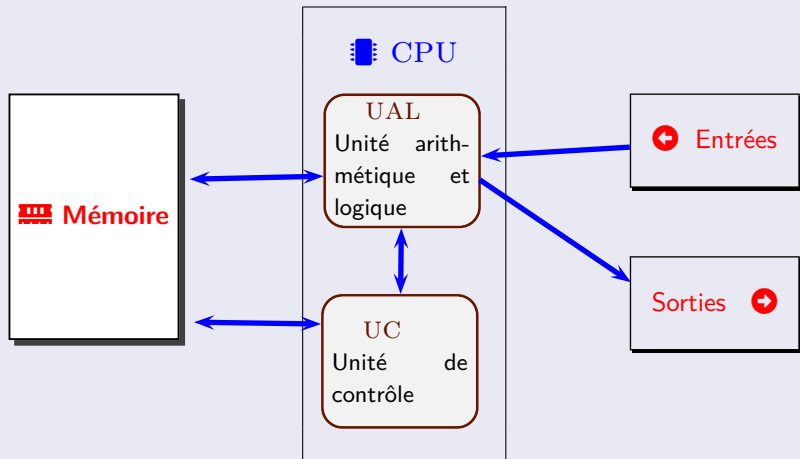 CPU
UAL
Unité arith-
métique et
logique
Mémoire
UC
Unité de
contrôle
Entrées
Sorties